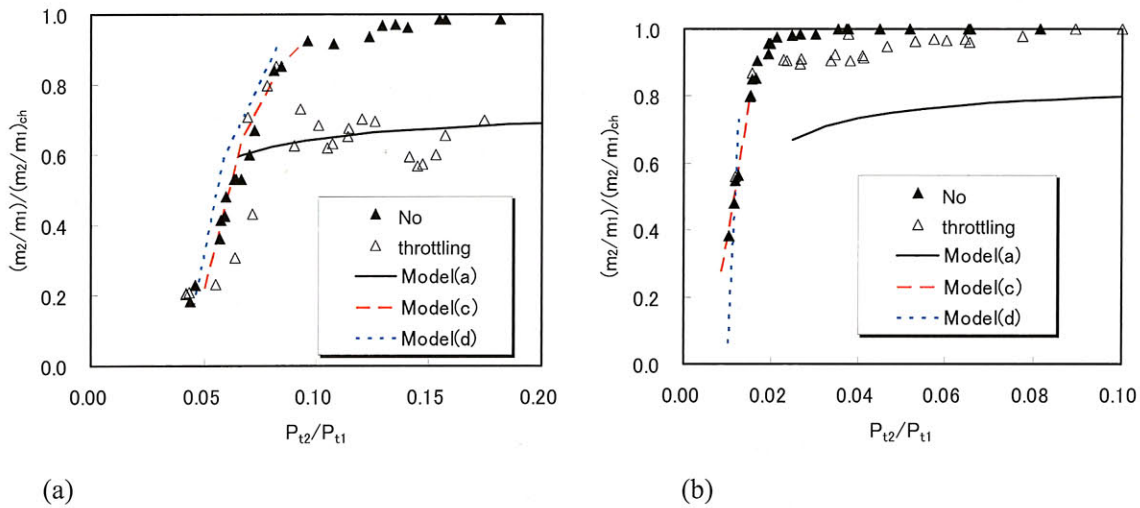 (m₂/m₁)/(m₂/m₁)ch
1.0
0.8
0.6
0.4
0.2
0.0
0.00 0.05 0.10 0.15 0.20
Pt2/Pt1
No
throttling
Model(a)
Model(c)
Model(d)
(a)
(m₂/m₁)/(m₂/m₁)ch
1.0
0.8
0.6
0.4
0.2
0.0
0.00 0.02 0.04 0.06 0.08 0.10
Pt2/Pt1
No
throttling
Model(a)
Model(c)
Model(d)
(b)